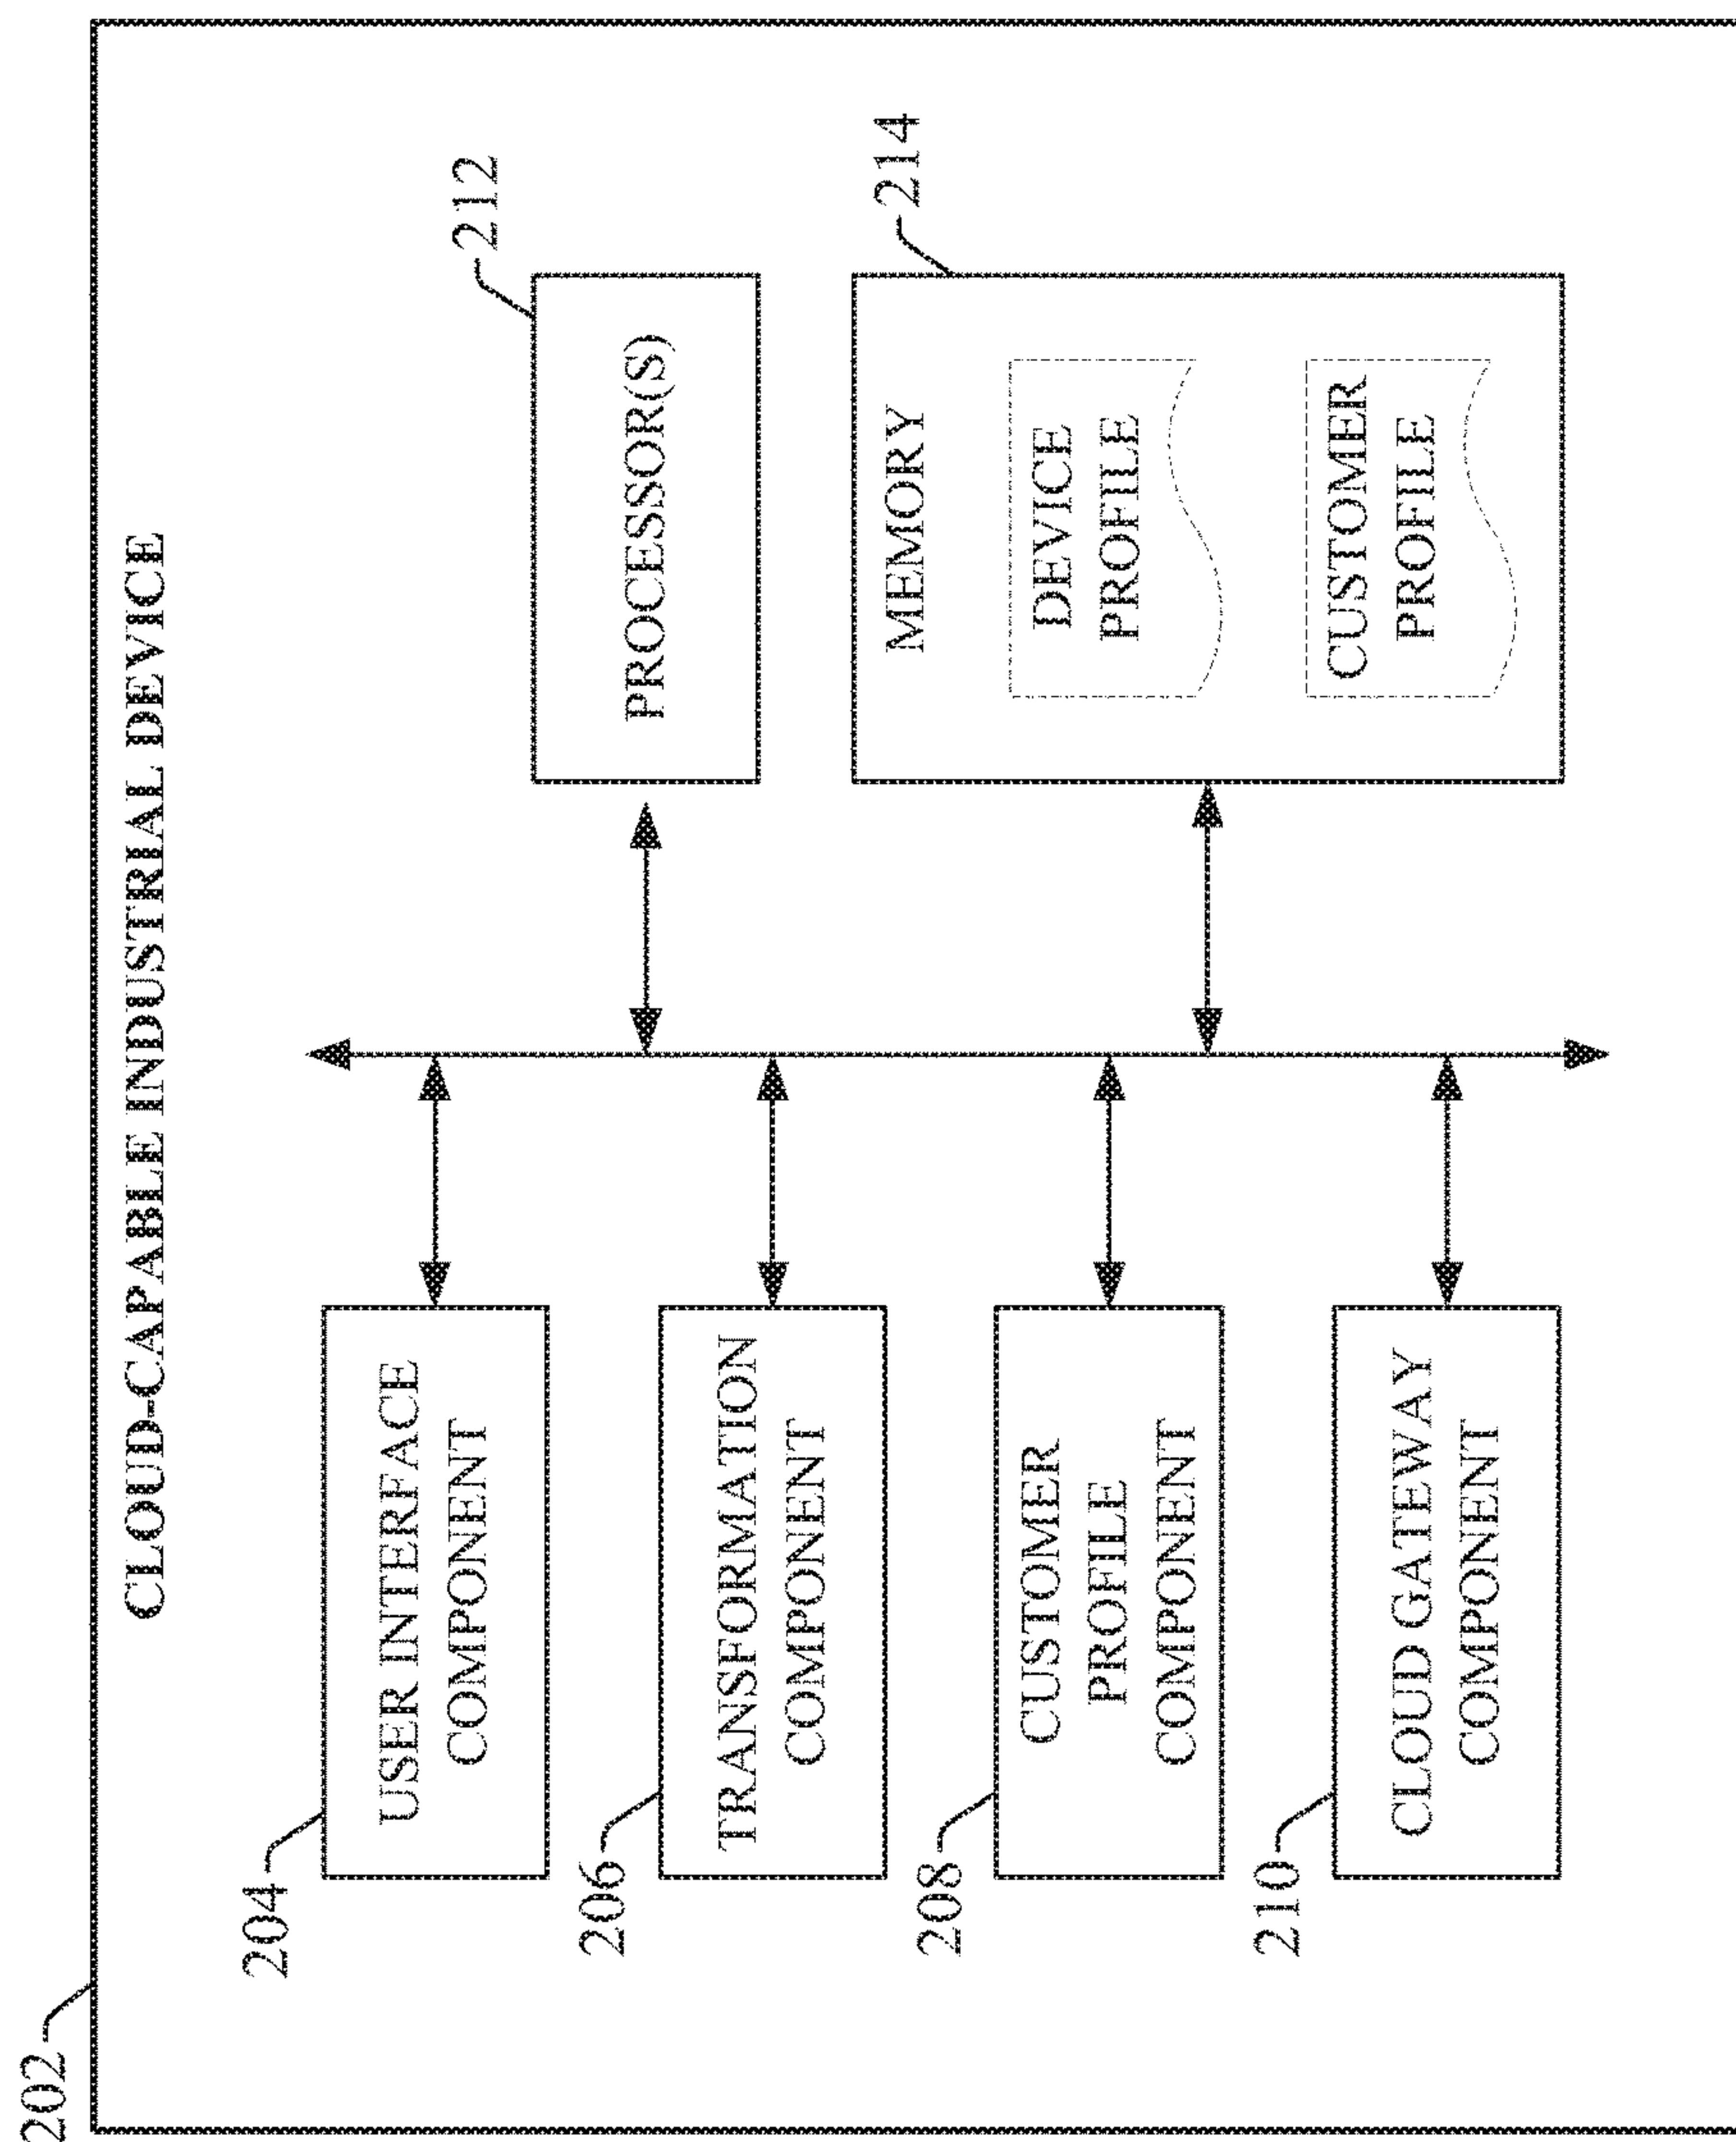 202
CLOUD-CAPABLE INDUSTRIAL DEVICE
204
USER INTERFACE
COMPONENT
206
TRANSFORMATION
COMPONENT
208
CUSTOMER
PROFILE
COMPONENT
210
CLOUD GATEWAY
COMPONENT
212
PROCESSOR(S)
214
MEMORY
DEVICE
PROFILE
CUSTOMER
PROFILE